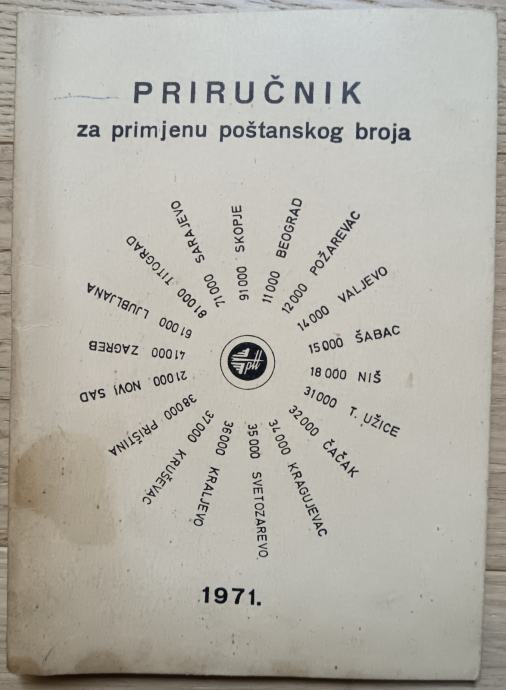 PRIRUČNIK
za primjenu poštanskog broja
11000 BEOGRAD
12000 POŽAREVAC
14000 VALJEVO
15000 ŠABAC
18000 NIŠ
31000 T. UŽICE
32000 ČAČAK
34000 KRAGUJEVAC
35000 SVETOZAREVO
36000 KRALJEVO
37000 KRUŠEVAC
38000 PRIŠTINA
21000 NOVI SAD
41000 ZAGREB
61000 LJUBLJANA
81000 TITOGRAD
71000 SARAJEVO
91000 SKOPJE
ptt
1971.